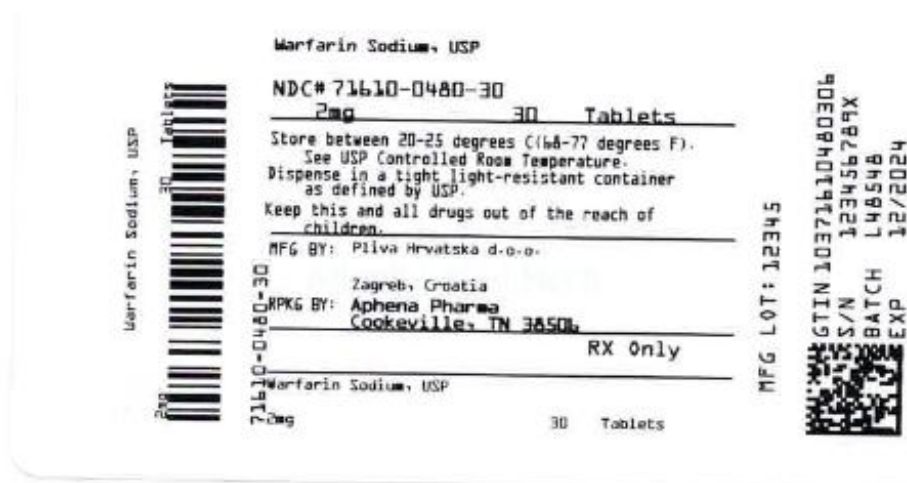 Warfarin Sodium, USP
NDC# 71610-0480-30
2mg 30 Tablets
Store between 20-25 degrees C(68-77 degrees F).
See USP Controlled Room Temperature.
Dispense in a tight light-resistant container
as defined by USP.
Keep this and all drugs out of the reach of
children.
MFG BY: Pliva Hrvatska d.o.o.
Zagreb, Croatia
RPKG BY: Aphena Pharma
Cookeville, TN 38506
RX Only
Warfarin Sodium, USP
2mg 30 Tablets
Warfarin Sodium, USP
2mg 30 Tablets
71610-0480-30
MFG LOT: 12345
GTIN 10371610480306
S/N 123456789X
BATCH L48548
EXP 12/2024